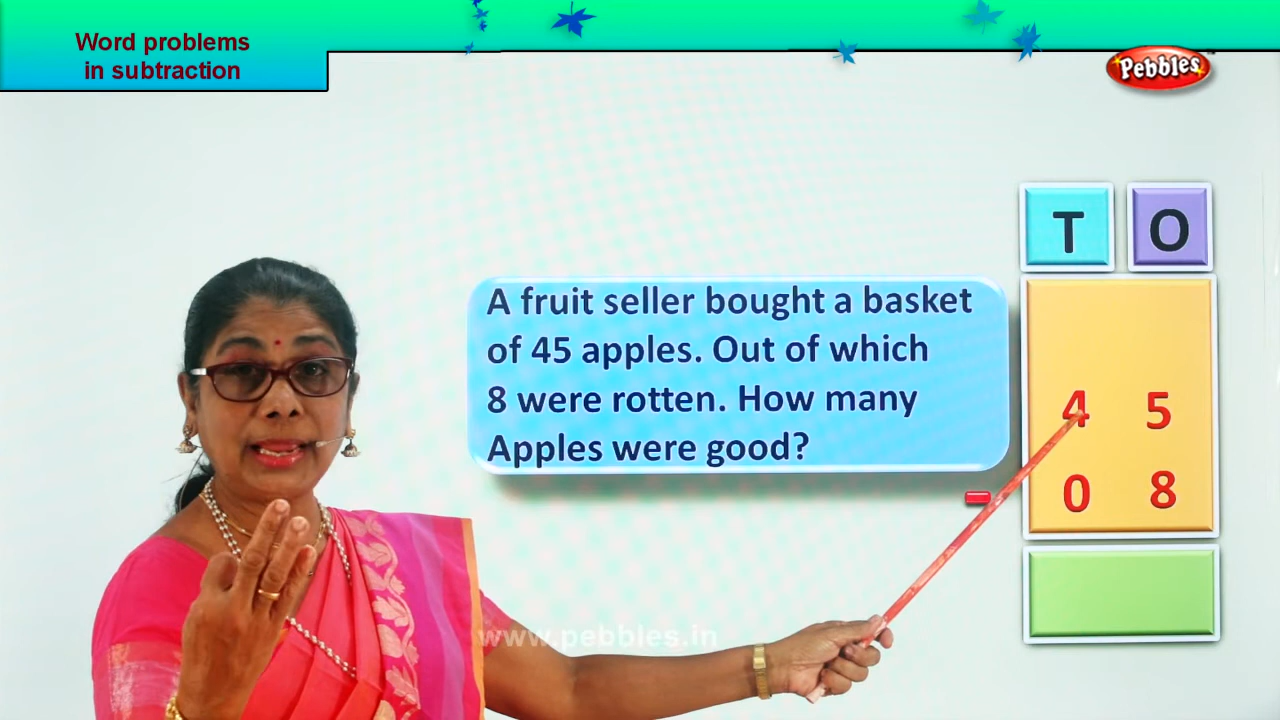 Word problems
in subtraction
Pebbles
T O
A fruit seller bought a basket
of 45 apples. Out of which
8 were rotten. How many
Apples were good?
4 5
- 0 8
www.pebbles.in